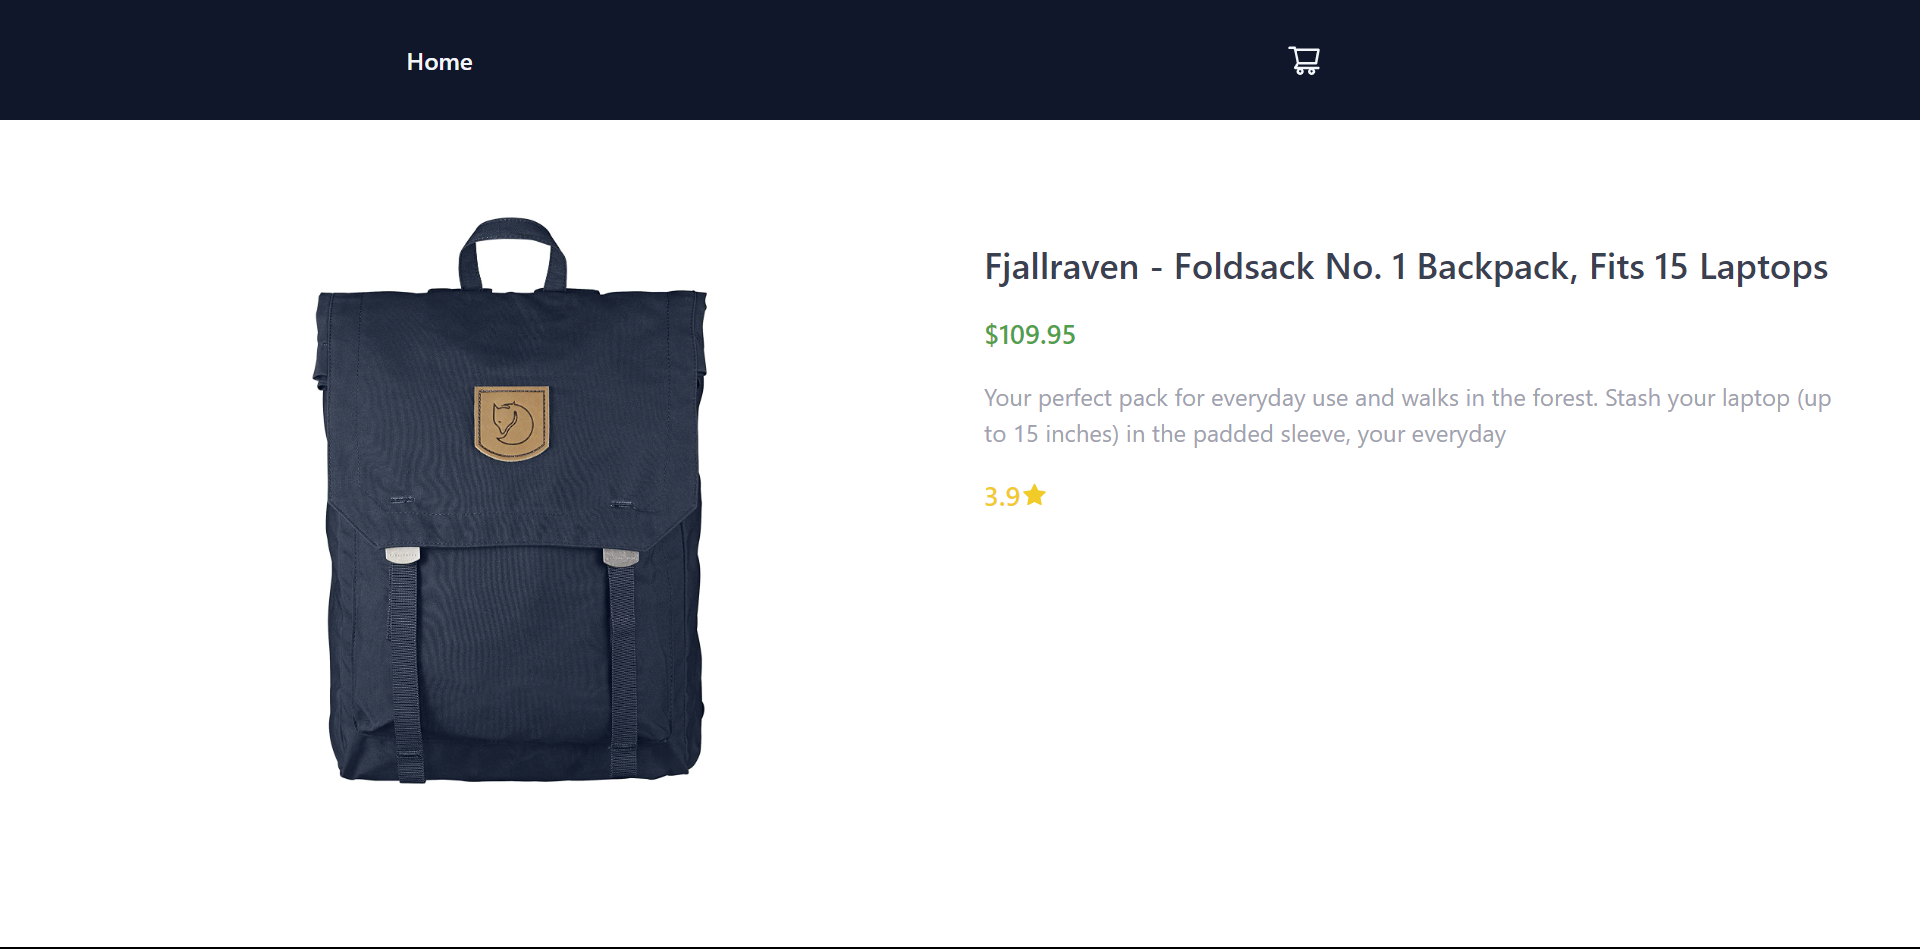 Home
Fjallraven - Foldsack No. 1 Backpack, Fits 15 Laptops
$109.95
Your perfect pack for everyday use and walks in the forest. Stash your laptop (up
to 15 inches) in the padded sleeve, your everyday
3.9